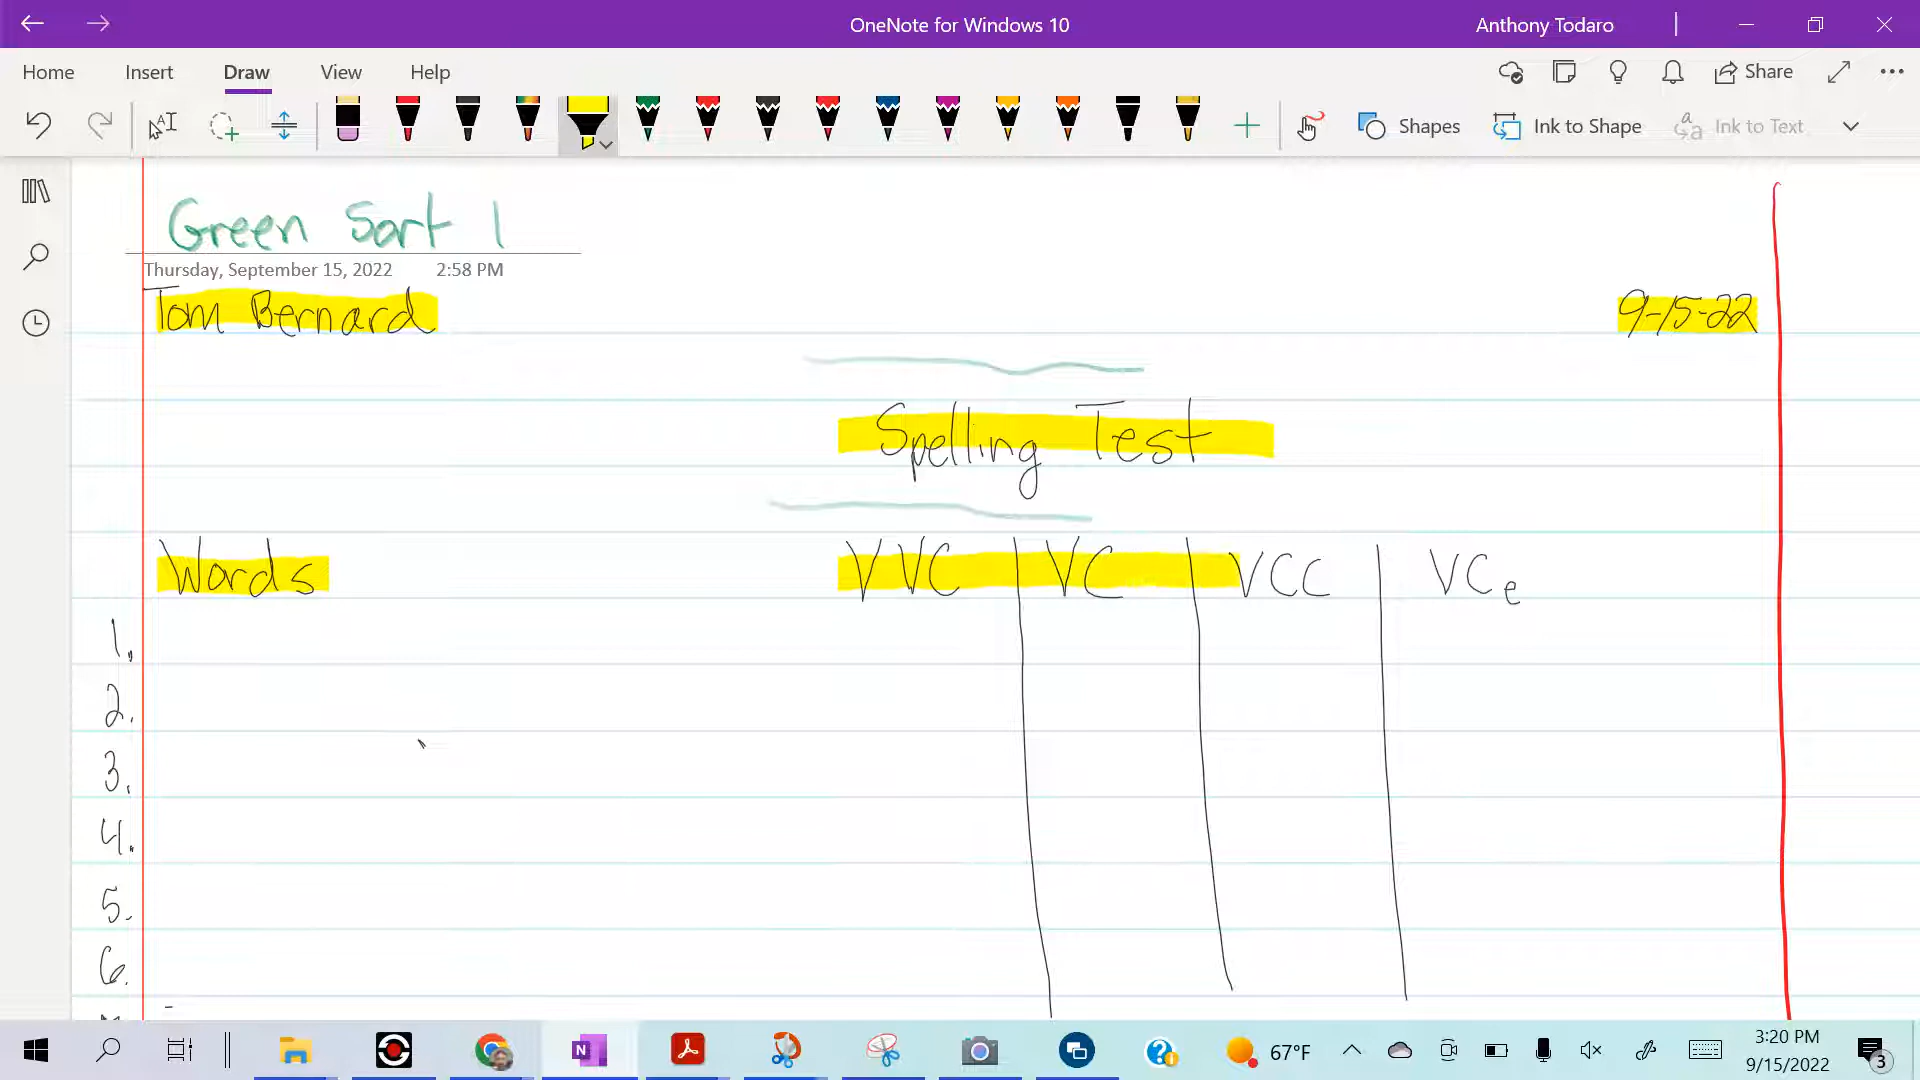 OneNote for Windows 10
Anthony Todaro
Home Insert Draw View Help
Share
Shapes Ink to Shape Ink to Text
Green Sort 1
Thursday, September 15, 2022 2:58 PM
Tom Bernard 9-15-22
Spelling Test
Words VVC VC VCC VCe
1.
2.
3.
4.
5.
6.
67°F
3:20 PM
9/15/2022
3